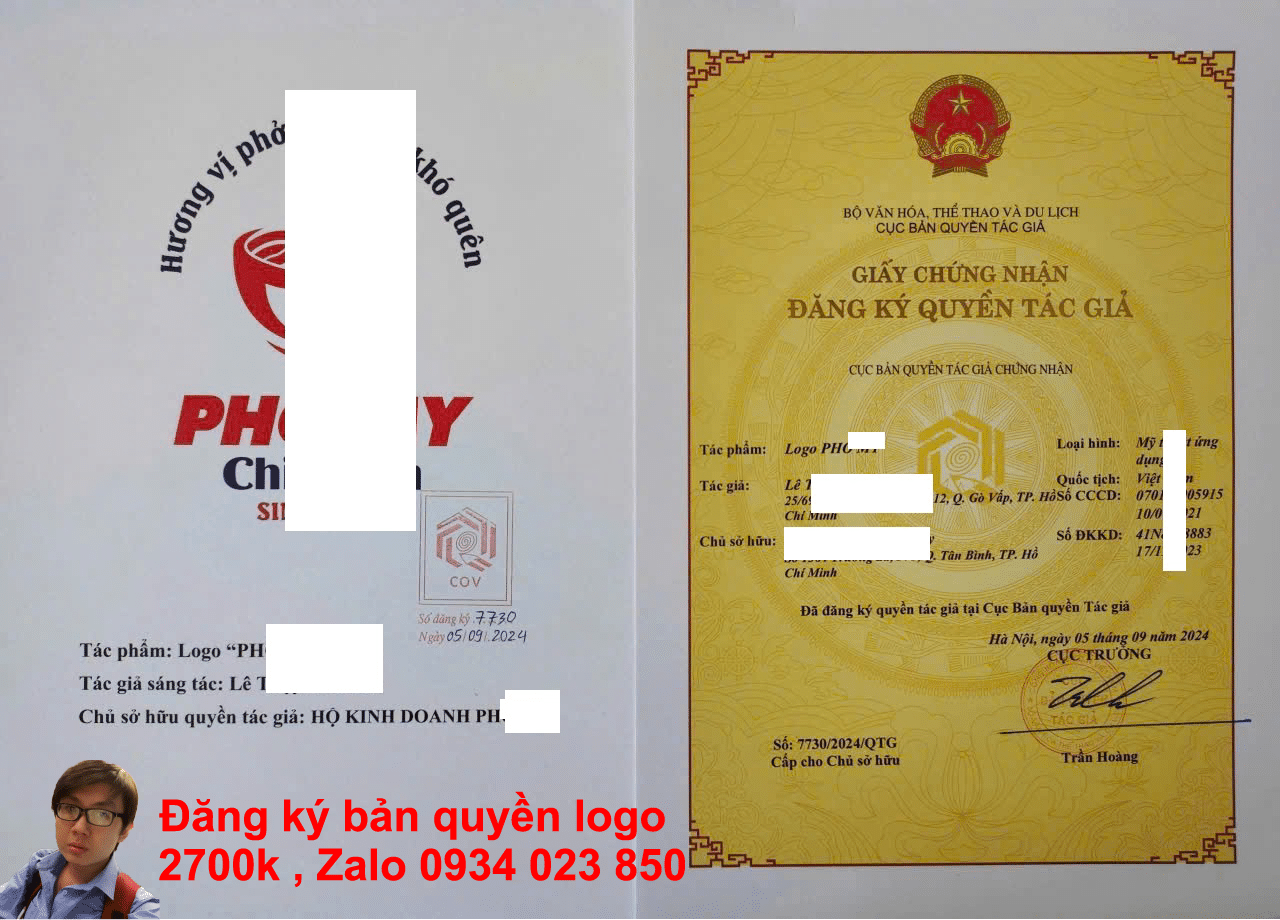 Hương vị phở
khó quên
PHO MY
Chi
SIN
COV
Số đăng ký 7730
Ngày 05/09/2024
Tác phẩm: Logo “PH
Tác giả sáng tác: Lê
Chủ sở hữu quyền tác giả: HỘ KINH DOANH PH
Đăng ký bản quyền logo
2700k , Zalo 0934 023 850
BỘ VĂN HÓA, THỂ THAO VÀ DU LỊCH
CỤC BẢN QUYỀN TÁC GIẢ
GIẤY CHỨNG NHẬN
ĐĂNG KÝ QUYỀN TÁC GIẢ
CỤC BẢN QUYỀN TÁC GIẢ CHỨNG NHẬN
Tác phẩm: Logo PHO MY
Loại hình: Mỹ ứng
dụng
Tác giả: Lê
Quốc tịch: Việt
12, Q. Gò Vấp, TP. Hồ
Chí Minh
Số CCCD: 070 005915
10/0 021
Chủ sở hữu:
Q. Tân Bình, TP. Hồ
Chí Minh
Số ĐKKD: 41N 8883
17/1 023
Đã đăng ký quyền tác giả tại Cục Bản quyền Tác giả
Hà Nội, ngày 05 tháng 09 năm 2024
CỤC TRƯỞNG
TÁC GIẢ
Số: 7730/2024/QTG
Cấp cho Chủ sở hữu
Trần Hoàng